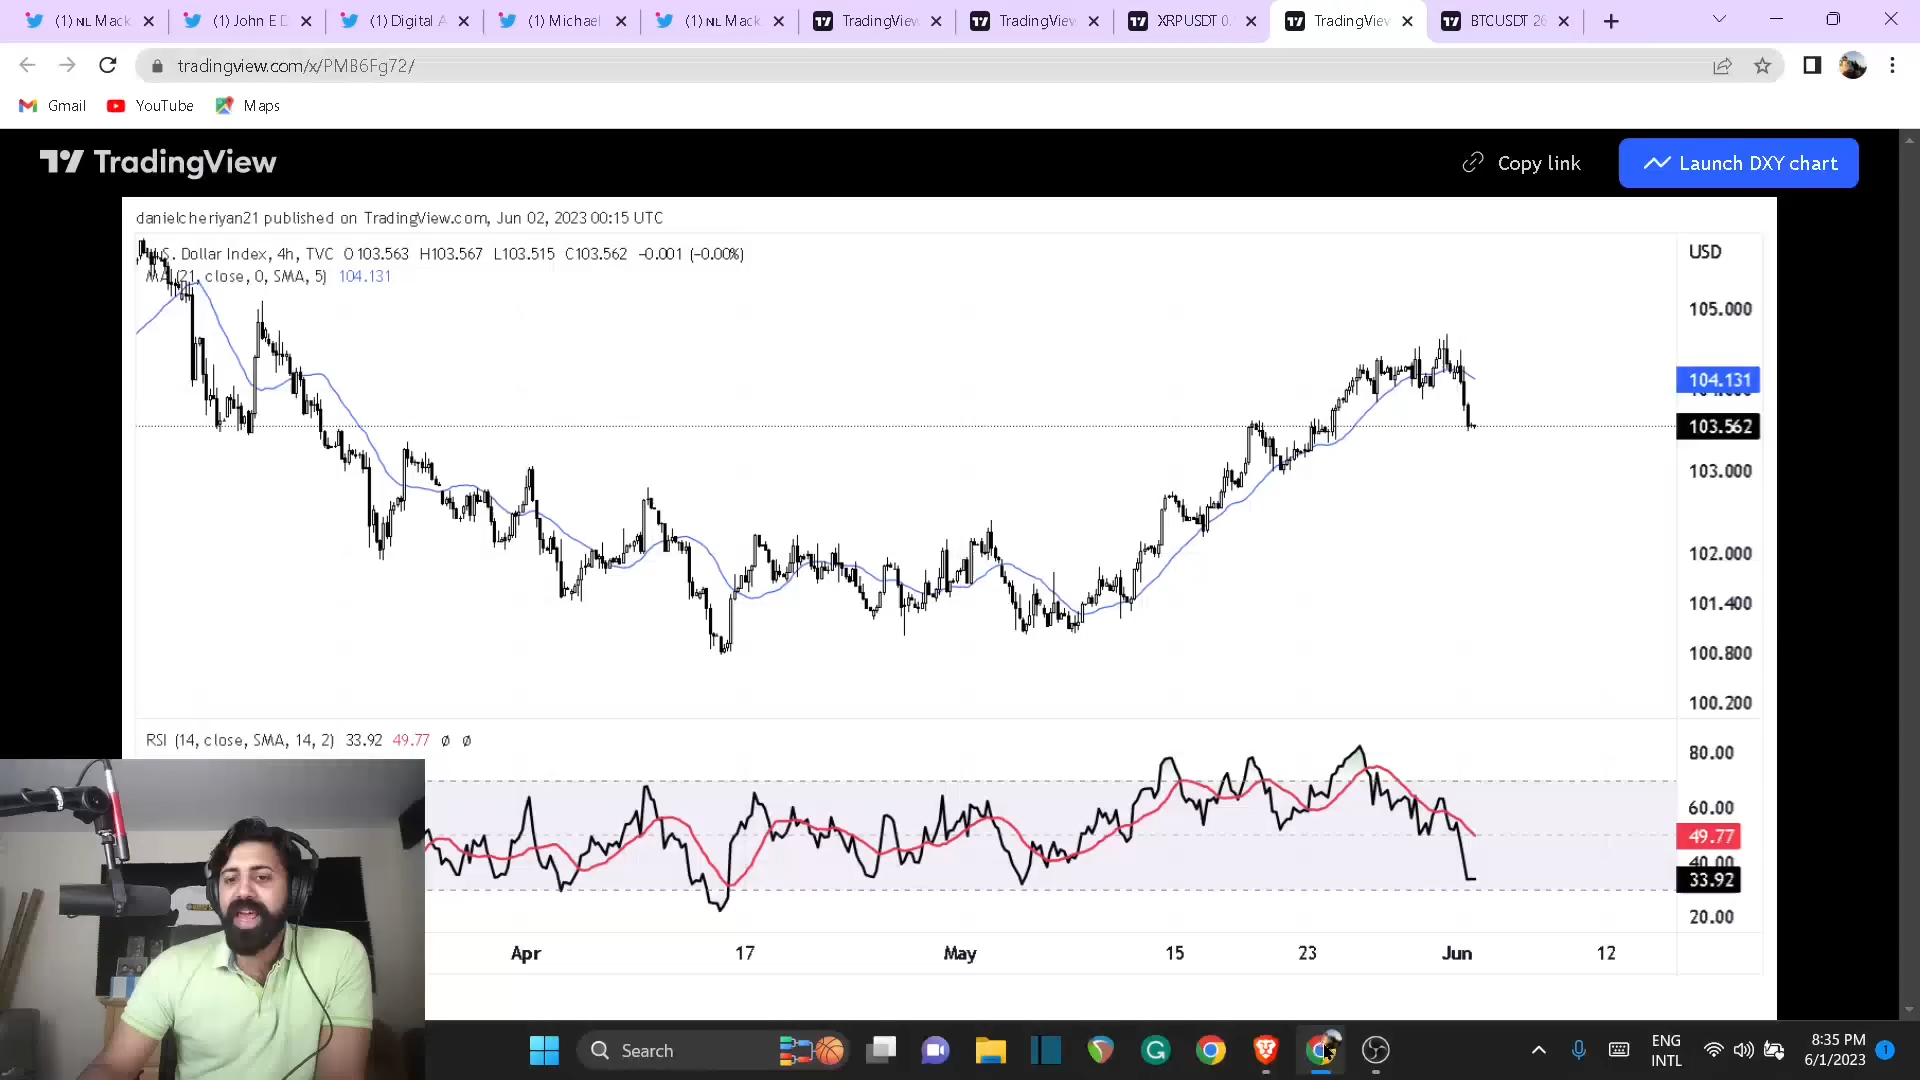 (1) NL Mack
(1) John E D
(1) Digital A
(1) Michael
(1) NL Mack
TradingView
TradingView
XRPUSDT 0.
TradingView
BTCUSDT 26
tradingview.com/x/PMB6Fg72/
Gmail
YouTube
Maps
TradingView
Copy link
Launch DXY chart
danielcheriyan21 published on TradingView.com, Jun 02, 2023 00:15 UTC
U.S. Dollar Index, 4h, TVC O103.563 H103.567 L103.515 C103.562 −0.001 (−0.00%)
MA (21, close, 0, SMA, 5) 104.131
USD
105.000
104.131
103.562
103.000
102.000
101.400
100.800
100.200
RSI (14, close, SMA, 14, 2) 33.92 49.77 ø ø
80.00
60.00
49.77
40.00
33.92
20.00
Apr
17
May
15
23
Jun
12
Search
ENG
INTL
8:35 PM
6/1/2023
1